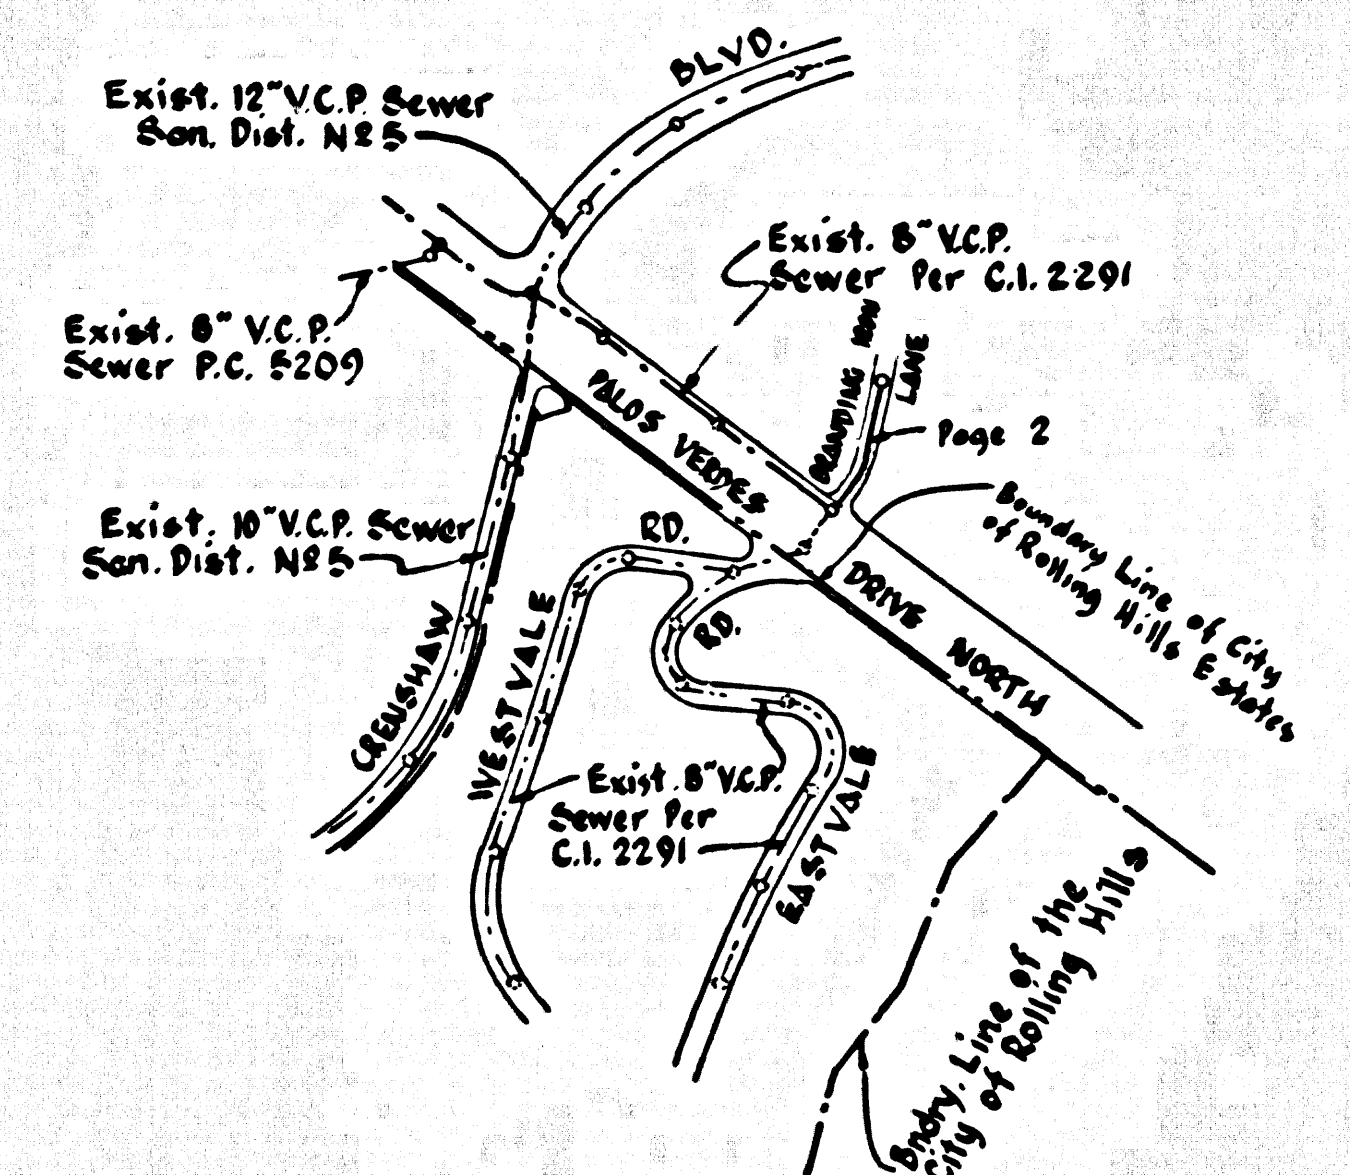 BLVD.
Exist. 12" V.C.P. Sewer
San. Dist. Nº 5
Exist. 8" V.C.P.
Sewer Per C.I. 2291
Exist. 8" V.C.P.
Sewer P.C. 5209
BRANDING IRON
LANE
Page 2
PALOS VERDES
DRIVE NORTH
Boundary Line of City
of Rolling Hills Estates
Exist. 10" V.C.P. Sewer
San. Dist. Nº 5
RD.
RD.
CRENSHAW
WESTVALE
Exist. 8" V.C.P.
Sewer Per
C.I. 2291
EASTVALE
Bndry. Line of the
City of Rolling Hills